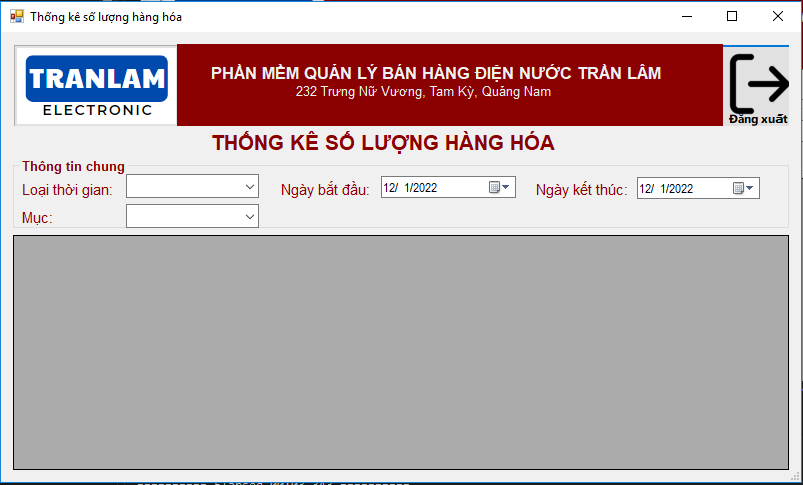 Thống kê số lượng hàng hóa
TRANLAM
ELECTRONIC
PHẦN MỀM QUẢN LÝ BÁN HÀNG ĐIỆN NƯỚC TRẦN LÂM
232 Trưng Nữ Vương, Tam Kỳ, Quảng Nam
Đăng xuất
THỐNG KÊ SỐ LƯỢNG HÀNG HÓA
Thông tin chung
Loại thời gian:
Ngày bắt đầu:
12/ 1/2022
Ngày kết thúc:
12/ 1/2022
Mục: